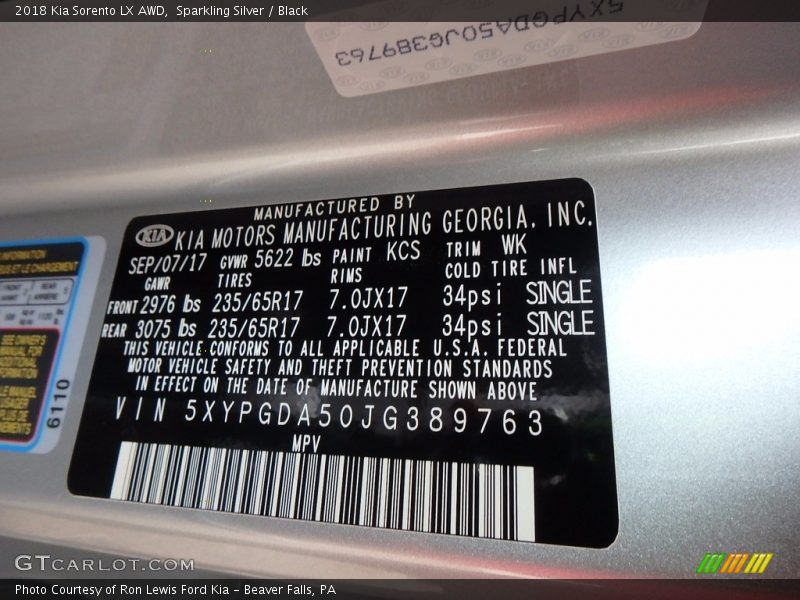 2018 Kia Sorento LX AWD, Sparkling Silver / Black
5XYPGDA50JG389763
MANUFACTURED BY
KIA KIA MOTORS MANUFACTURING GEORGIA, INC.
SEP/07/17 GVWR 5622 lbs PAINT KCS TRIM WK
GAWR TIRES RIMS COLD TIRE INFL
FRONT 2976 lbs 235/65R17 7.0JX17 34psi SINGLE
REAR 3075 lbs 235/65R17 7.0JX17 34psi SINGLE
THIS VEHICLE CONFORMS TO ALL APPLICABLE U.S.A. FEDERAL
MOTOR VEHICLE SAFETY AND THEFT PREVENTION STANDARDS
IN EFFECT ON THE DATE OF MANUFACTURE SHOWN ABOVE
VIN 5XYPGDA50JG389763
MPV
6110
GTCARLOT.COM
Photo Courtesy of Ron Lewis Ford Kia – Beaver Falls, PA